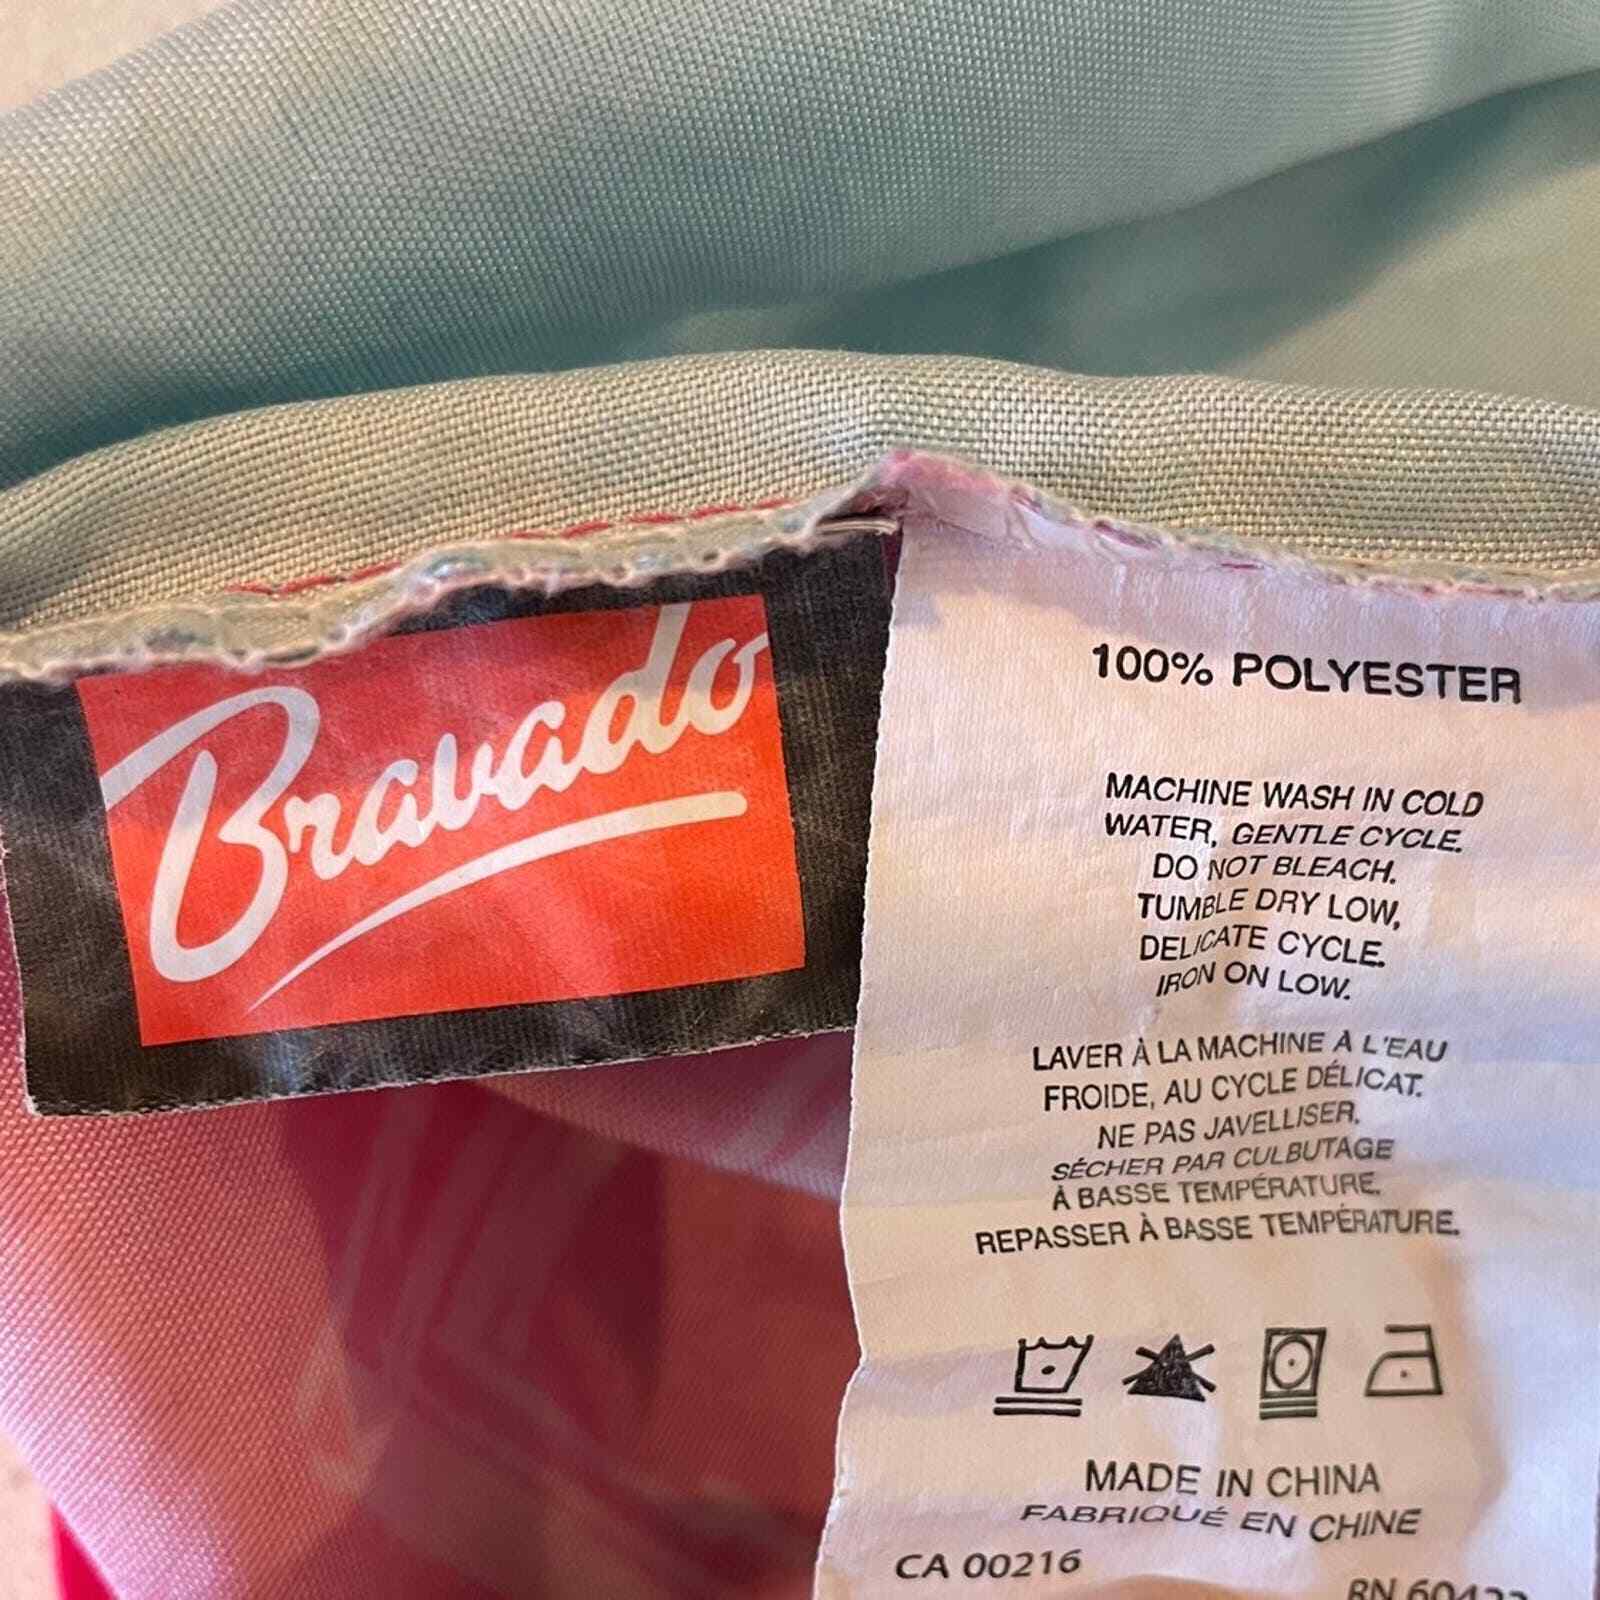 Bravado
100% POLYESTER
MACHINE WASH IN COLD
WATER, GENTLE CYCLE.
DO NOT BLEACH.
TUMBLE DRY LOW,
DELICATE CYCLE.
IRON ON LOW.
LAVER À LA MACHINE À L'EAU
FROIDE, AU CYCLE DÉLICAT.
NE PAS JAVELLISER.
SÉCHER PAR CULBUTAGE
À BASSE TEMPÉRATURE.
REPASSER À BASSE TEMPÉRATURE.
MADE IN CHINA
FABRIQUÉ EN CHINE
CA 00216
RN